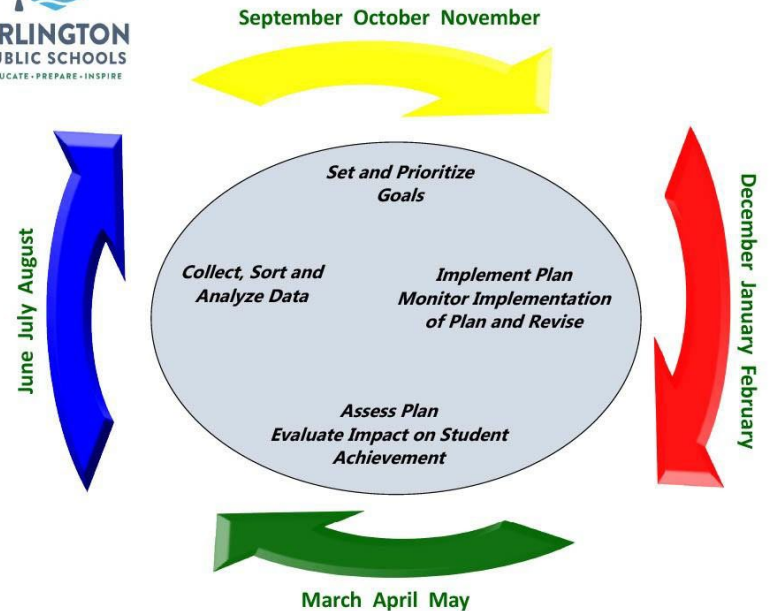 RLINGTON
UBLIC SCHOOLS
UCATE • PREPARE • INSPIRE
September October November
Set and Prioritize
Goals
Collect, Sort and
Analyze Data
Implement Plan
Monitor Implementation
of Plan and Revise
Assess Plan
Evaluate Impact on Student
Achievement
December January February
March April May
June July August